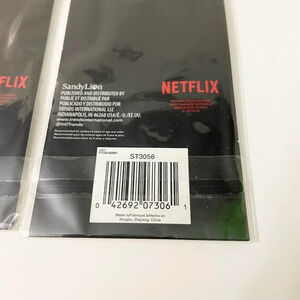 NETFLIX
SandyLion
PUBLISHED AND DISTRIBUTED BY
PUBLIÉ ET DISTRIBUÉ PAR
PUBLICADO Y DISTRIBUIDO POR
TRENDS INTERNATIONAL LLC
INDIANAPOLIS, IN 46268 USA/É.-U./EE.UU.
www.trendsinternational.com
NETFLIX
ST3056
0 42692 07306 1
Made in/Fabriqué à/Hecho en
Ningbo, Zhejiang, China